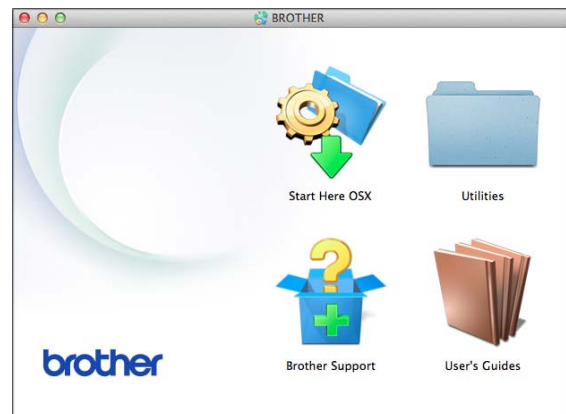 BROTHER
Start Here OSX
Utilities
Brother Support
User's Guides
brother